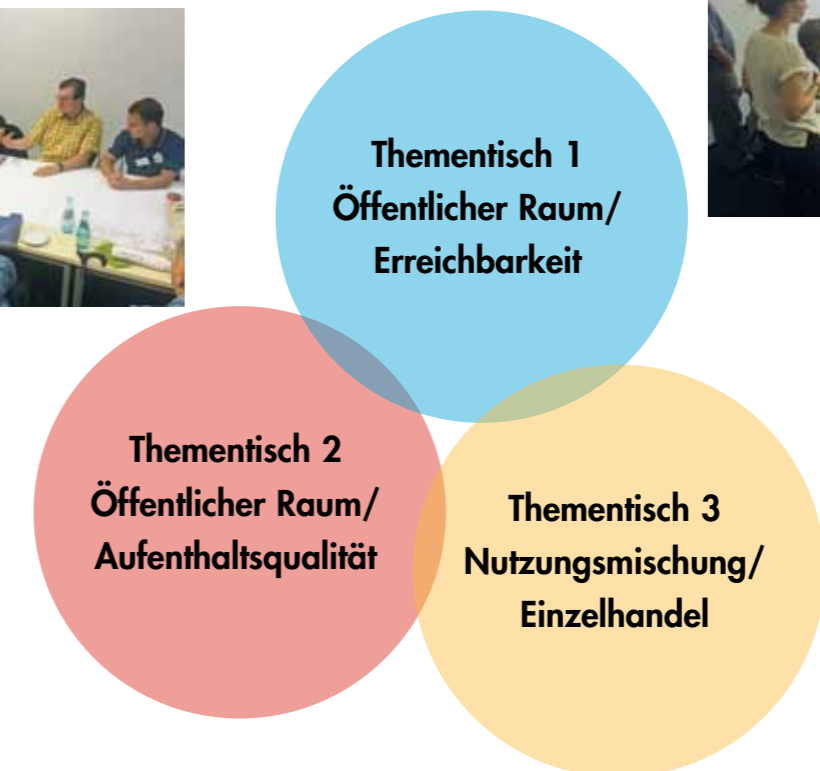 Thementisch 1
Öffentlicher Raum/
Erreichbarkeit
Thementisch 2
Öffentlicher Raum/
Aufenthaltsqualität
Thementisch 3
Nutzungsmischung/
Einzelhandel